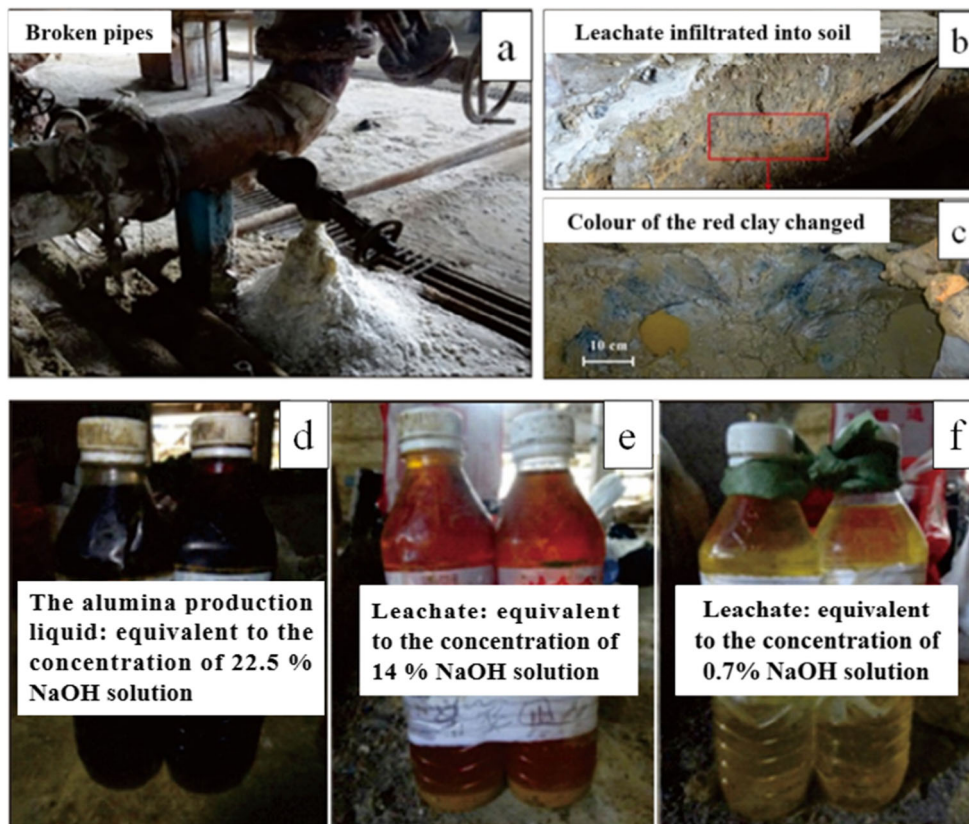 Broken pipes
a
Leachate infiltrated into soil
b
Colour of the red clay changed
c
10 cm
d
The alumina production
liquid: equivalent to the
concentration of 22.5 %
NaOH solution
e
Leachate: equivalent
to the concentration of
14 % NaOH solution
f
Leachate: equivalent
to the concentration of
0.7% NaOH solution